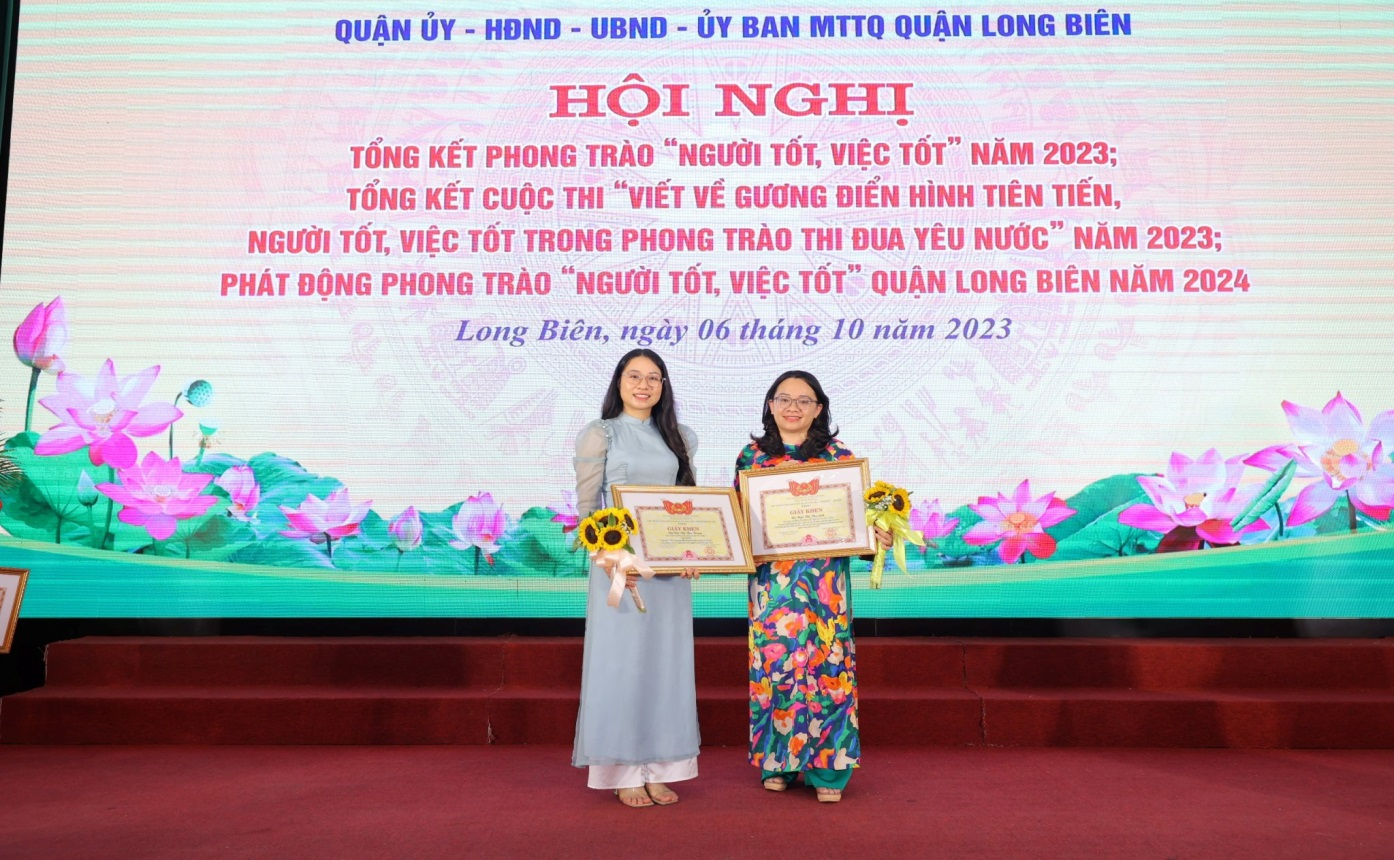 QUẬN ỦY - HĐND - UBND - ỦY BAN MTTQ QUẬN LONG BIÊN
HỘI NGHỊ
TỔNG KẾT PHONG TRÀO “NGƯỜI TỐT, VIỆC TỐT” NĂM 2023;
TỔNG KẾT CUỘC THI “VIẾT VỀ GƯƠNG ĐIỂN HÌNH TIÊN TIẾN,
NGƯỜI TỐT, VIỆC TỐT TRONG PHONG TRÀO THI ĐUA YÊU NƯỚC” NĂM 2023;
PHÁT ĐỘNG PHONG TRÀO “NGƯỜI TỐT, VIỆC TỐT” QUẬN LONG BIÊN NĂM 2024
Long Biên, ngày 06 tháng 10 năm 2023
GIẤY KHEN
GIẤY KHEN